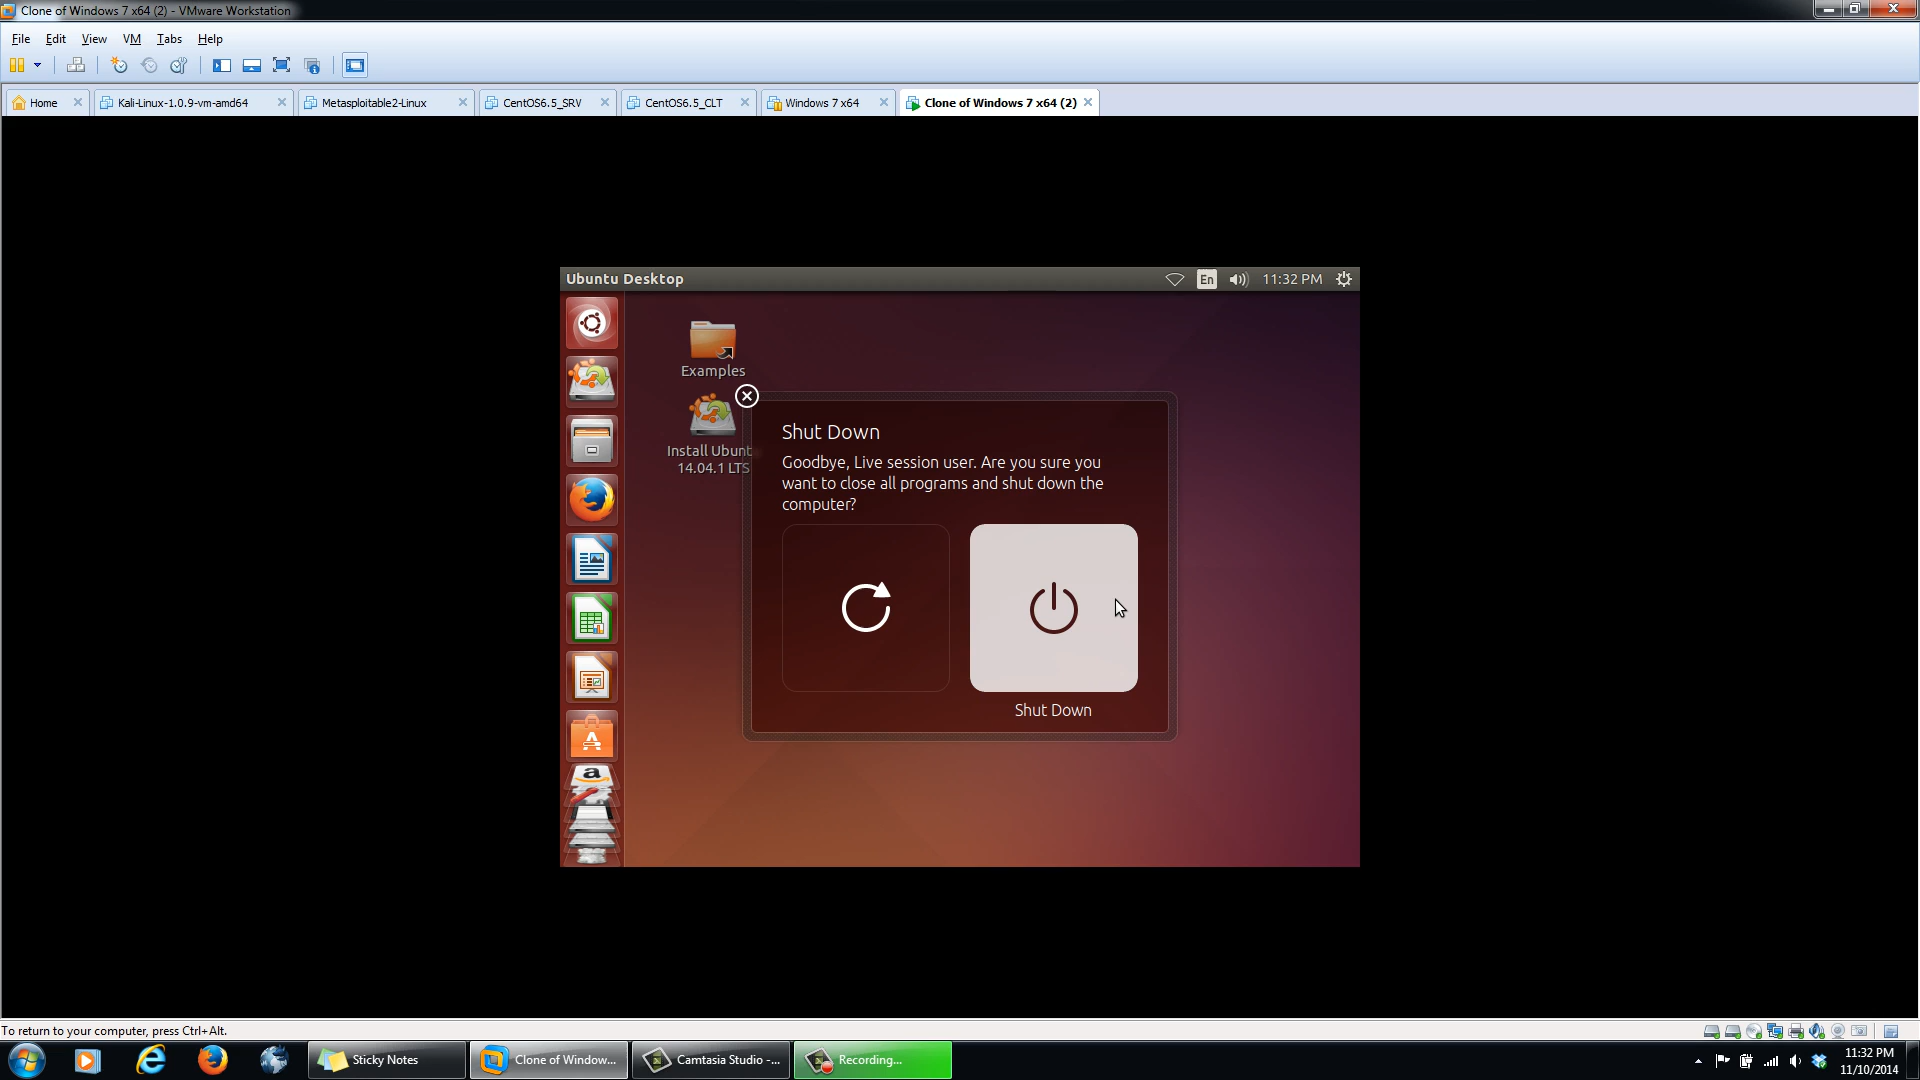 Clone of Windows 7 x64 (2) - VMware Workstation
File Edit View VM Tabs Help
Home Kali-Linux-1.0.9-vm-amd64 Metasploitable2-Linux CentOS6.5_SRV CentOS6.5_CLT Windows 7 x64 Clone of Windows 7 x64 (2)
Ubuntu Desktop En 11:32 PM
Examples
Install Ubunt
14.04.1 LTS
Shut Down
Goodbye, Live session user. Are you sure you
want to close all programs and shut down the
computer?
Shut Down
To return to your computer, press Ctrl+Alt.
Sticky Notes Clone of Window... Camtasia Studio -... Recording... 11:32 PM
11/10/2014